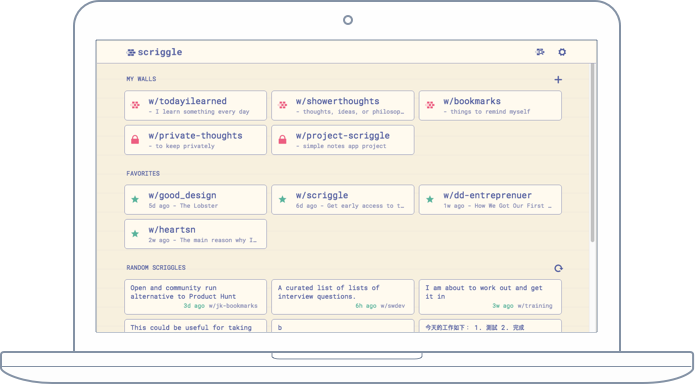 scriggle
MY WALLS
w/todayilearned
- I learn something every day
w/showerthoughts
- thoughts, ideas, or philosop…
w/bookmarks
- things to remind myself
w/private-thoughts
- to keep privately
w/project-scriggle
- simple notes app project
FAVORITES
w/good_design
5d ago - The Lobster
w/scriggle
6d ago - Get early access to t…
w/dd-entreprenuer
1w ago - How We Got Our First …
w/heartsn
2w ago - The main reason why I…
RANDOM SCRIGGLES
Open and community run
alternative to Product Hunt
3d ago w/jk-bookmarks
A curated list of lists of
interview questions.
6h ago w/swdev
I am about to work out and get
it in
3w ago w/training
This could be useful for taking
b
今天的工作如下： 1. 測試 2. 完成